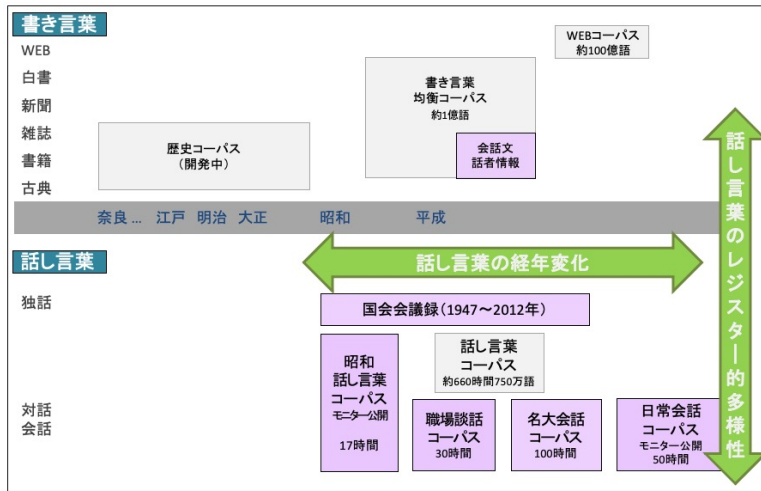 書き言葉
WEB
白書
新聞
雑誌
書籍
古典
WEBコーパス
約100億語
書き言葉
均衡コーパス
約1億語
会話文
話者情報
歴史コーパス
（開発中）
奈良… 江戸 明治 大正 昭和 平成
話し言葉
話し言葉の経年変化
独話
国会会議録（1947～2012年）
昭和
話し言葉
コーパス
モニター公開
17時間
話し言葉
コーパス
約660時間750万語
対話
会話
職場談話
コーパス
30時間
名大会話
コーパス
100時間
日常会話
コーパス
モニター公開
50時間
話し言葉のレジスター的多様性